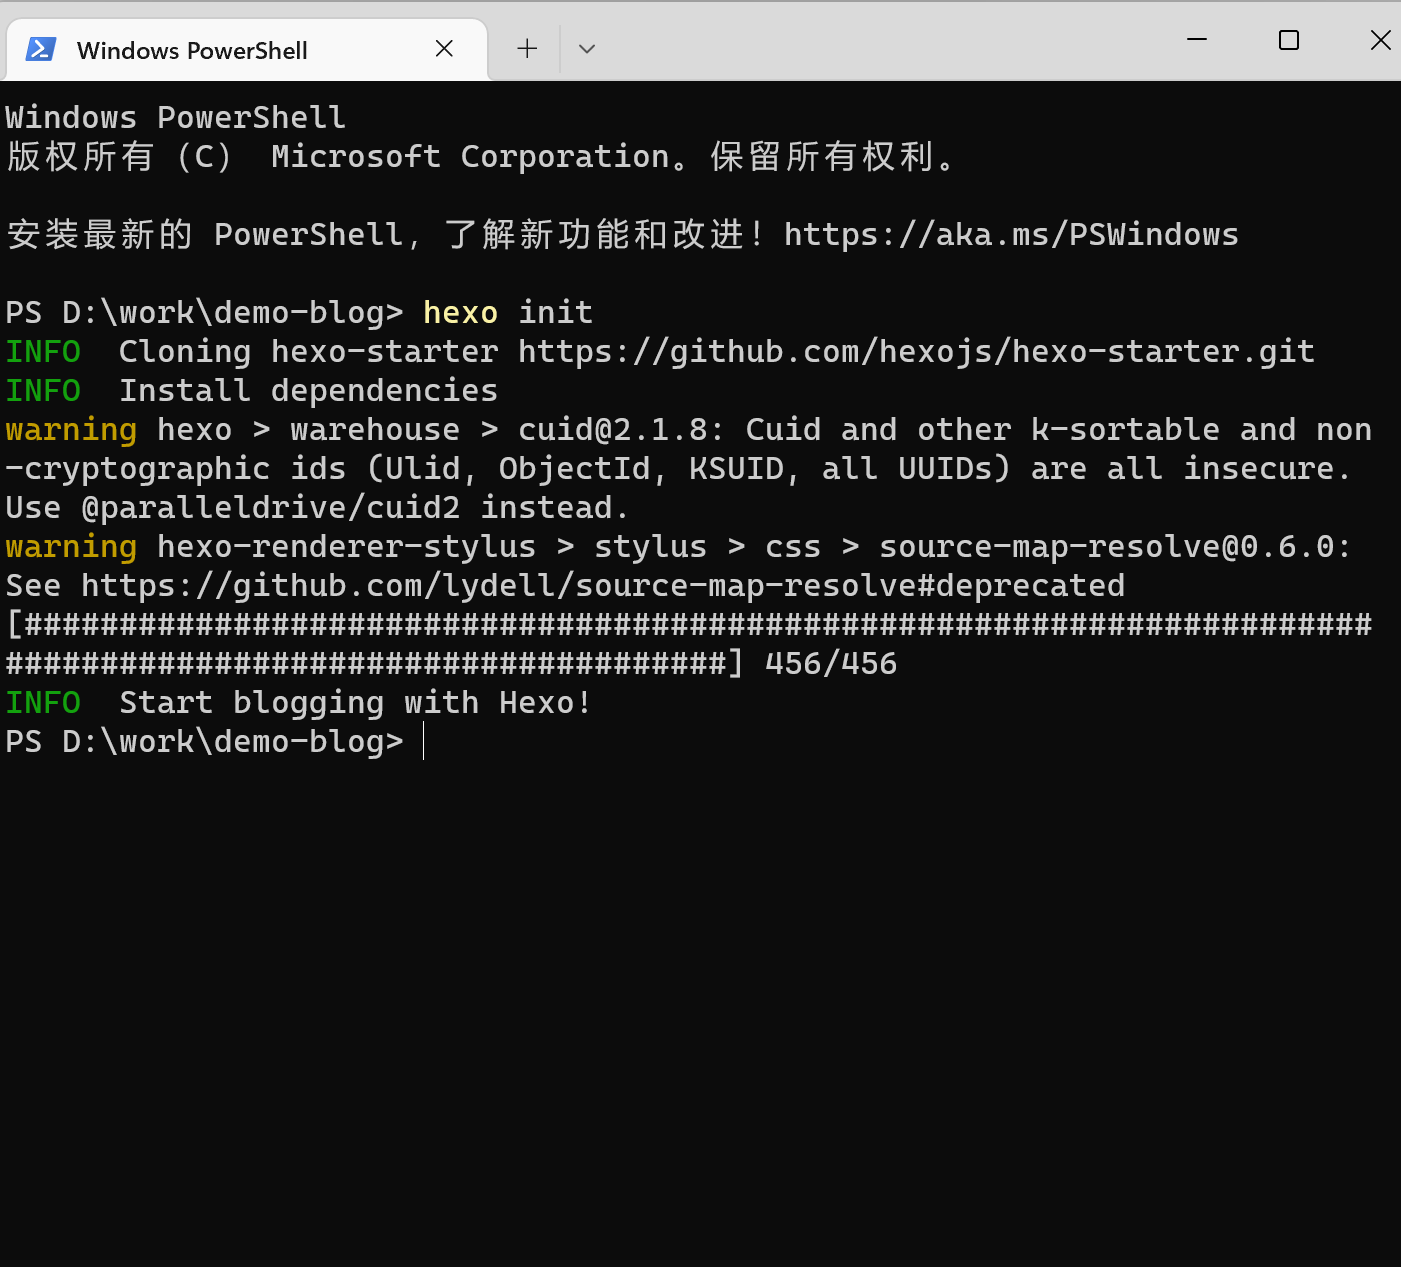 Windows PowerShell
Windows PowerShell
版权所有（C） Microsoft Corporation。保留所有权利。
安装最新的 PowerShell，了解新功能和改进！https://aka.ms/PSWindows
PS D:\work\demo-blog> hexo init
INFO  Cloning hexo-starter https://github.com/hexojs/hexo-starter.git
INFO  Install dependencies
warning hexo > warehouse > cuid@2.1.8: Cuid and other k-sortable and non
-cryptographic ids (Ulid, ObjectId, KSUID, all UUIDs) are all insecure.
Use @paralleldrive/cuid2 instead.
warning hexo-renderer-stylus > stylus > css > source-map-resolve@0.6.0:
See https://github.com/lydell/source-map-resolve#deprecated
[#######################################################################
######################################] 456/456
INFO  Start blogging with Hexo!
PS D:\work\demo-blog>